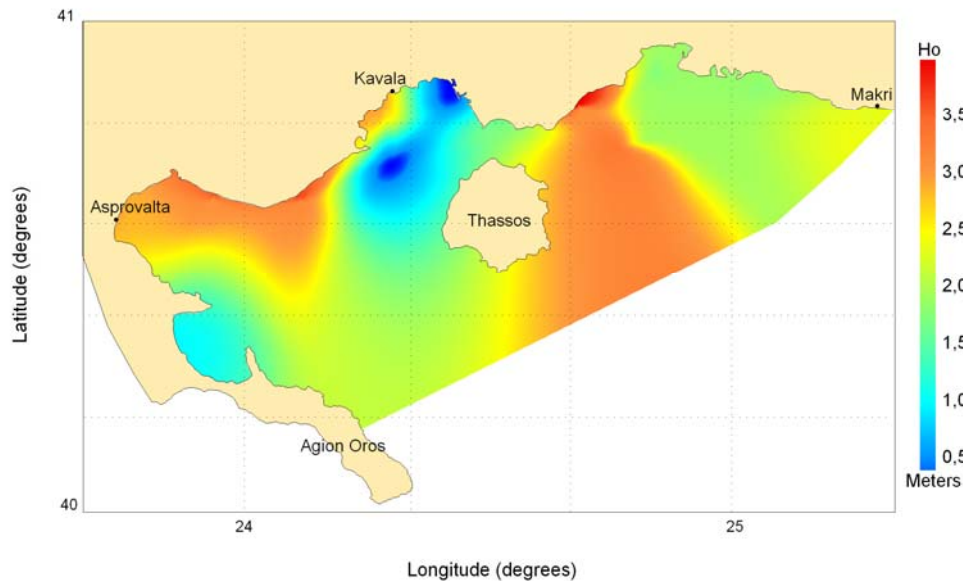 41
Ho
Kavala
Makri
3,5
3,0
Asprovalta
Thassos
2,5
2,0
Latitude (degrees)
1,5
1,0
Agion Oros
0,5
Meters
40
24
25
Longitude (degrees)